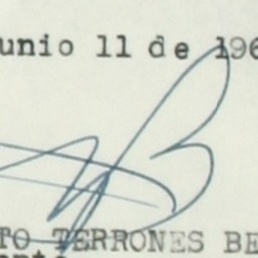 unio 11 de 196
TO TERRONES BE